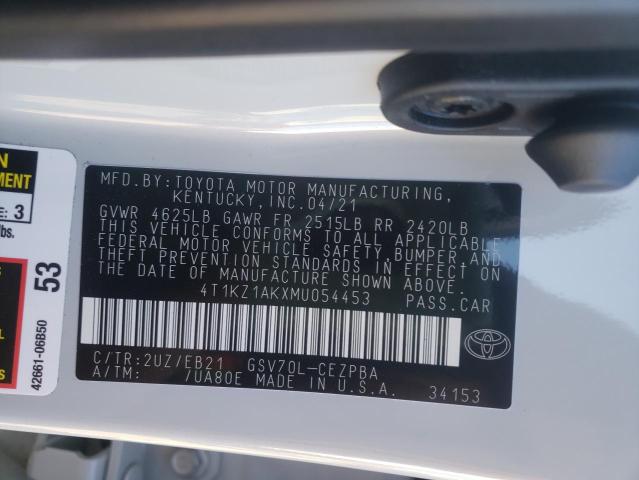 MFD.BY:TOYOTA MOTOR MANUFACTURING,
KENTUCKY,INC.04/21
GVWR 4625LB GAWR FR 2515LB RR 2420LB
THIS VEHICLE CONFORMS TO ALL APPLICABLE
FEDERAL MOTOR VEHICLE SAFETY,BUMPER,AND
THEFT PREVENTION STANDARDS IN EFFECT ON
THE DATE OF MANUFACTURE SHOWN ABOVE.
4T1KZ1AKXMU054453 PASS.CAR
C/TR:2UZ/EB21 GSV70L-CEZPBA
A/TM: /UA80E MADE IN U.S.A. 34153
TOYOTA
MENT
3
lbs.
53
42661-06B50